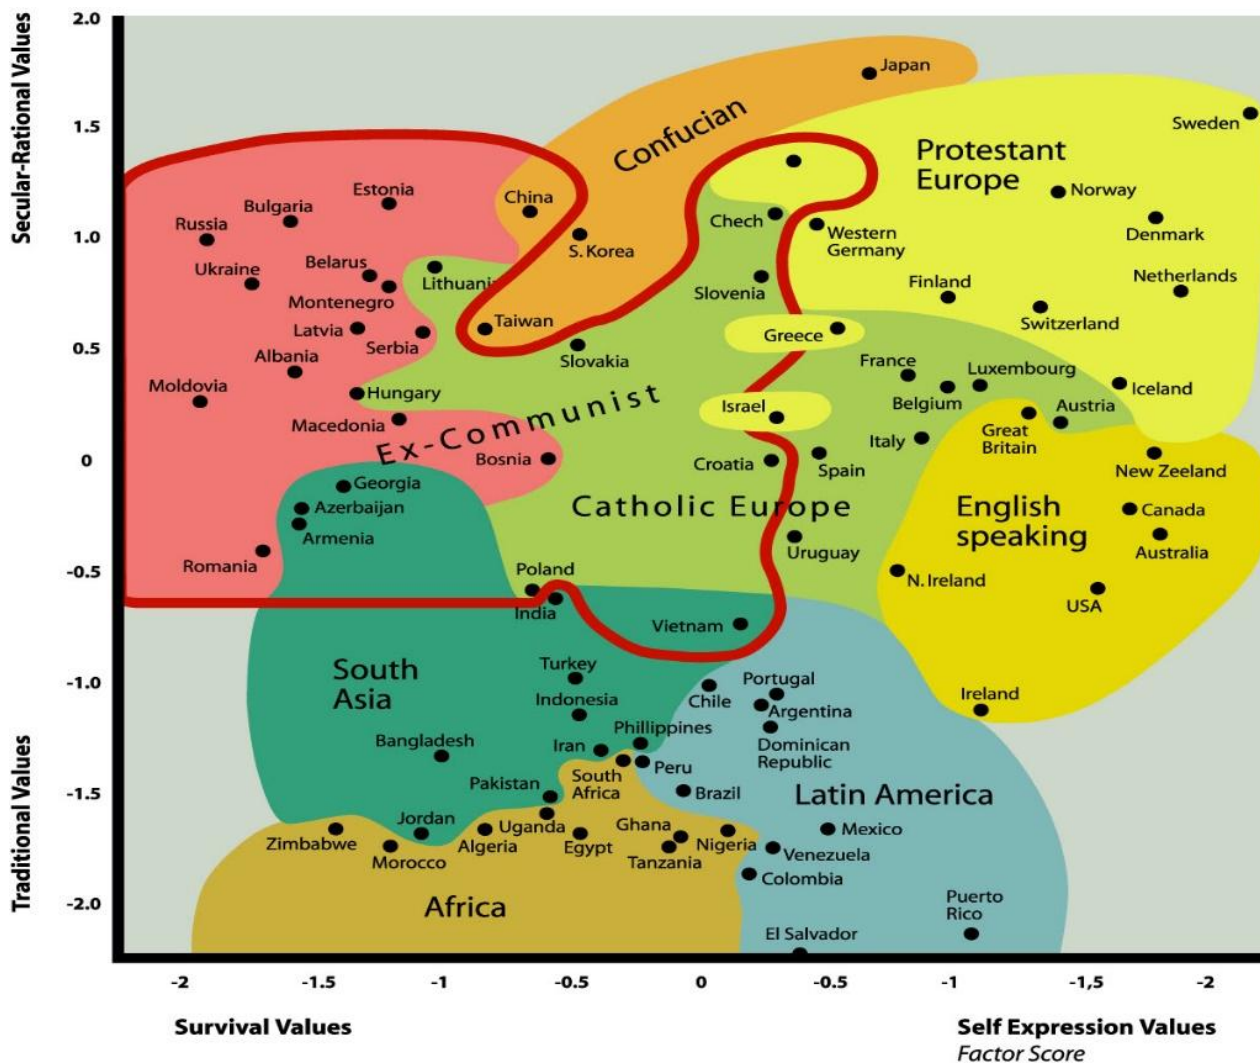 Secular-Rational Values
Traditional Values
2.0
1.5
1.0
0.5
0
-0.5
-1.0
-1.5
-2.0
Japan
Confucian
Sweden
Protestant
Europe
Estonia
China
Norway
Bulgaria
Russia
Chech
Western
Germany
Denmark
S. Korea
Belarus
Ukraine
Lithuani
Slovenia
Finland
Netherlands
Montenegro
Latvia
Serbia
Taiwan
Greece
Switzerland
Albania
Slovakia
France
Luxembourg
Moldovia
Hungary
Belgium
Iceland
Macedonia
Ex-Communist
Israel
Austria
Great
Britain
Italy
Bosnia
Croatia
Spain
New Zeeland
Georgia
Azerbaijan
Catholic Europe
English
speaking
Canada
Armenia
Uruguay
Australia
Romania
Poland
N. Ireland
India
USA
Vietnam
South
Asia
Turkey
Chile
Portugal
Ireland
Indonesia
Argentina
Phillippines
Dominican
Republic
Bangladesh
Iran
South
Africa
Peru
Pakistan
Brazil
Latin America
Jordan
Uganda
Ghana
Mexico
Zimbabwe
Morocco
Algeria
Egypt
Nigeria
Tanzania
Venezuela
Colombia
Africa
Puerto
Rico
El Salvador
-2 -1.5 -1 -0.5 0 -0.5 -1 -1,5 -2
Survival Values
Self Expression Values
Factor Score